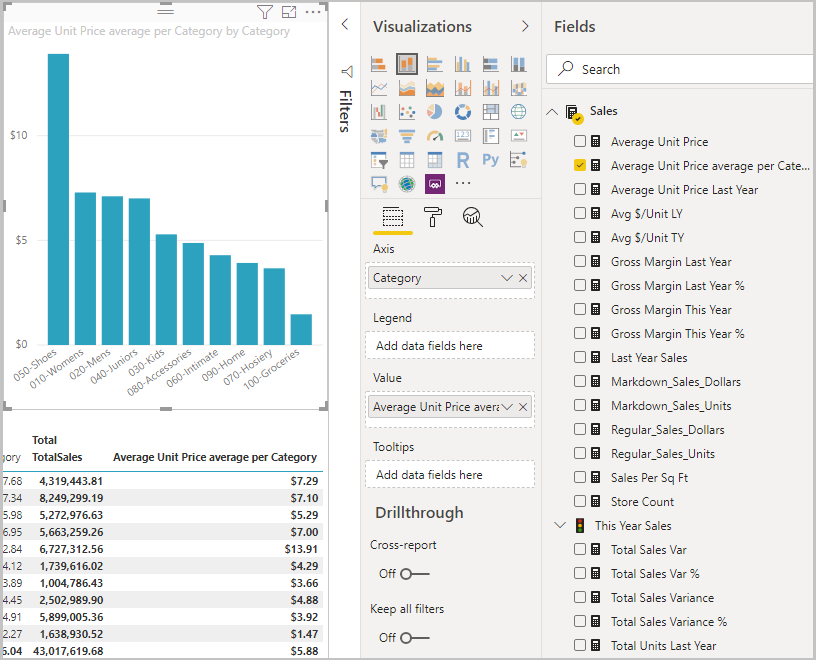 Average Unit Price average per Category by Category
$10
$5
$0
050-Shoes
010-Womens
020-Mens
040-Juniors
030-Kids
080-Accessories
060-Intimate
090-Home
070-Hosiery
100-Groceries
Total
gory TotalSales Average Unit Price average per Category
7.68 4,319,443.81 $7.29
7.34 8,249,299.19 $7.10
5.98 5,272,976.63 $5.29
6.95 5,663,259.26 $7.00
2.84 6,727,312.56 $13.91
4.12 1,739,616.02 $4.29
3.89 1,004,786.43 $3.66
4.45 2,502,989.90 $4.88
4.91 5,899,005.36 $3.92
2.27 1,638,930.52 $1.47
6.04 43,017,619.68 $5.88
Filters
Visualizations
123
R
Py
Axis
Category
Legend
Add data fields here
Value
Average Unit Price avera
Tooltips
Add data fields here
Drillthrough
Cross-report
Off
Keep all filters
Off
Fields
Search
Sales
Average Unit Price
Average Unit Price average per Cate...
Average Unit Price Last Year
Avg $/Unit LY
Avg $/Unit TY
Gross Margin Last Year
Gross Margin Last Year %
Gross Margin This Year
Gross Margin This Year %
Last Year Sales
Markdown_Sales_Dollars
Markdown_Sales_Units
Regular_Sales_Dollars
Regular_Sales_Units
Sales Per Sq Ft
Store Count
This Year Sales
Total Sales Var
Total Sales Var %
Total Sales Variance
Total Sales Variance %
Total Units Last Year